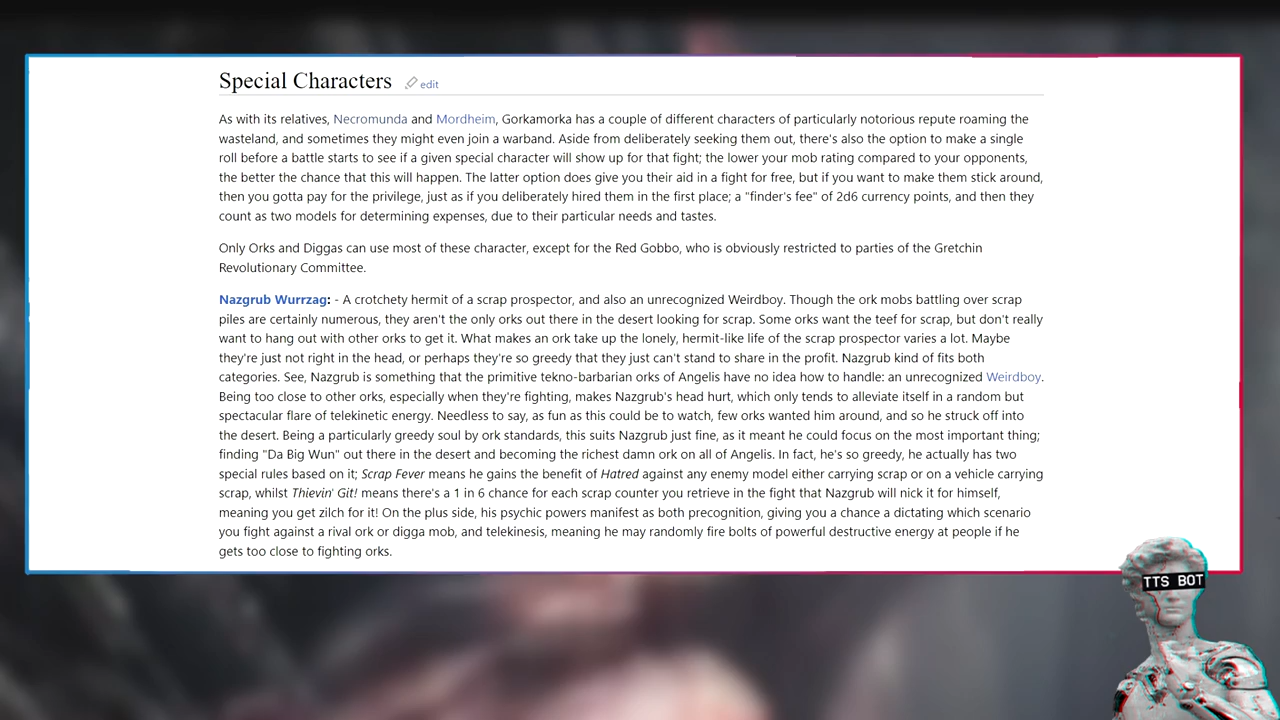 Special Characters edit
As with its relatives, Necromunda and Mordheim, Gorkamorka has a couple of different characters of particularly notorious repute roaming the
wasteland, and sometimes they might even join a warband. Aside from deliberately seeking them out, there's also the option to make a single
roll before a battle starts to see if a given special character will show up for that fight; the lower your mob rating compared to your opponents,
the better the chance that this will happen. The latter option does give you their aid in a fight for free, but if you want to make them stick around,
then you gotta pay for the privilege, just as if you deliberately hired them in the first place; a "finder's fee" of 2d6 currency points, and then they
count as two models for determining expenses, due to their particular needs and tastes.
Only Orks and Diggas can use most of these character, except for the Red Gobbo, who is obviously restricted to parties of the Gretchin
Revolutionary Committee.
Nazgrub Wurrzag: - A crotchety hermit of a scrap prospector, and also an unrecognized Weirdboy. Though the ork mobs battling over scrap
piles are certainly numerous, they aren't the only orks out there in the desert looking for scrap. Some orks want the teef for scrap, but don't really
want to hang out with other orks to get it. What makes an ork take up the lonely, hermit-like life of the scrap prospector varies a lot. Maybe
they're just not right in the head, or perhaps they're so greedy that they just can't stand to share in the profit. Nazgrub kind of fits both
categories. See, Nazgrub is something that the primitive tekno-barbarian orks of Angelis have no idea how to handle: an unrecognized Weirdboy.
Being too close to other orks, especially when they're fighting, makes Nazgrub's head hurt, which only tends to alleviate itself in a random but
spectacular flare of telekinetic energy. Needless to say, as fun as this could be to watch, few orks wanted him around, and so he struck off into
the desert. Being a particularly greedy soul by ork standards, this suits Nazgrub just fine, as it meant he could focus on the most important thing;
finding "Da Big Wun" out there in the desert and becoming the richest damn ork on all of Angelis. In fact, he's so greedy, he actually has two
special rules based on it; Scrap Fever means he gains the benefit of Hatred against any enemy model either carrying scrap or on a vehicle carrying
scrap, whilst Thievin' Git! means there's a 1 in 6 chance for each scrap counter you retrieve in the fight that Nazgrub will nick it for himself,
meaning you get zilch for it! On the plus side, his psychic powers manifest as both precognition, giving you a chance a dictating which scenario
you fight against a rival ork or digga mob, and telekinesis, meaning he may randomly fire bolts of powerful destructive energy at people if he
gets too close to fighting orks.
TTS BOT